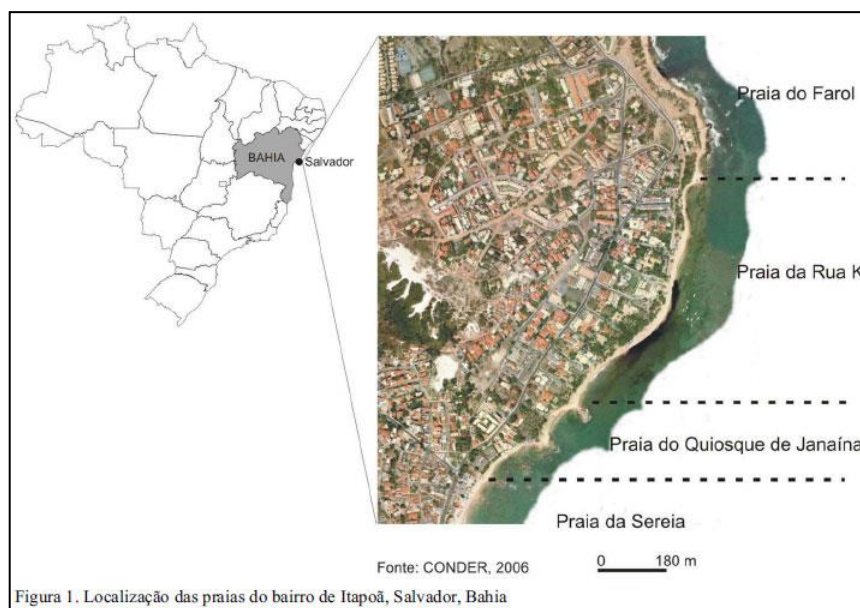 BAHIA
Salvador
Praia do Farol
Praia da Rua K
Praia do Quiosque de Janaína
Praia da Sereia
Fonte: CONDER, 2006
0 180 m
Figura 1. Localização das praias do bairro de Itapoã, Salvador, Bahia